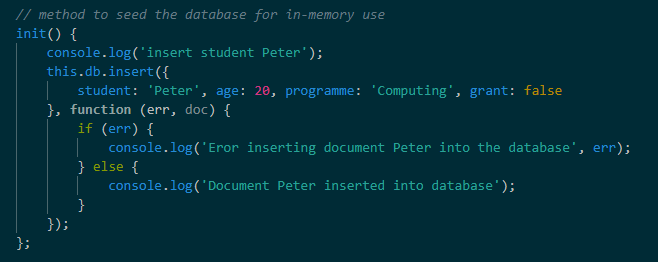 // method to seed the database for in-memory use
init() {
console.log('insert student Peter');
this.db.insert({
student: 'Peter', age: 20, programme: 'Computing', grant: false
}, function (err, doc) {
if (err) {
console.log('Eror inserting document Peter into the database', err);
} else {
console.log('Document Peter inserted into database');
}
});
};